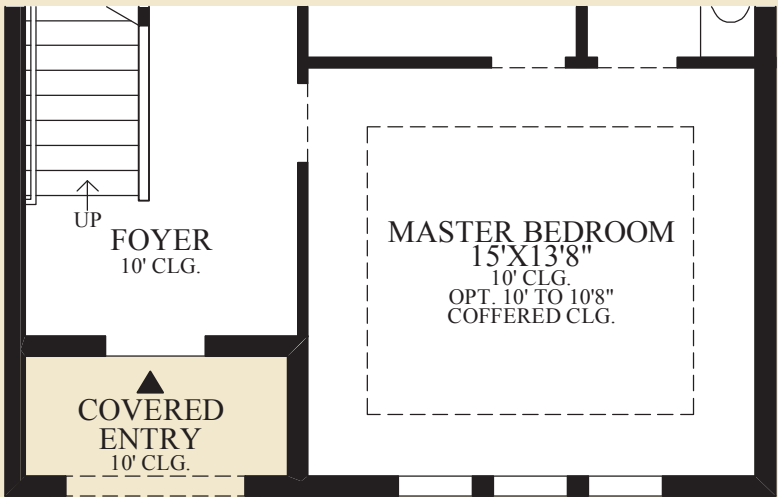 UP
FOYER
10' CLG.
MASTER BEDROOM
15'X13'8"
10' CLG.
OPT. 10' TO 10'8"
COFFERED CLG.
COVERED
ENTRY
10' CLG.